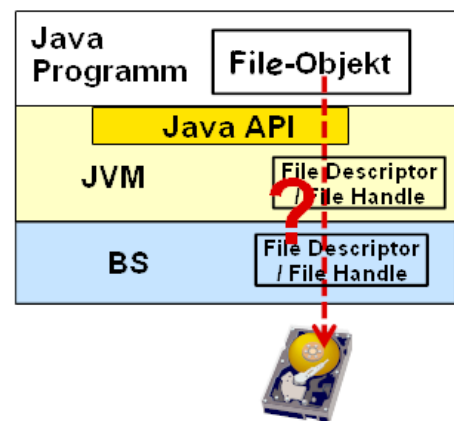 Java
Programm
File-Objekt
Java API
JVM
File Descriptor
/ File Handle
?
BS
File Descriptor
/ File Handle